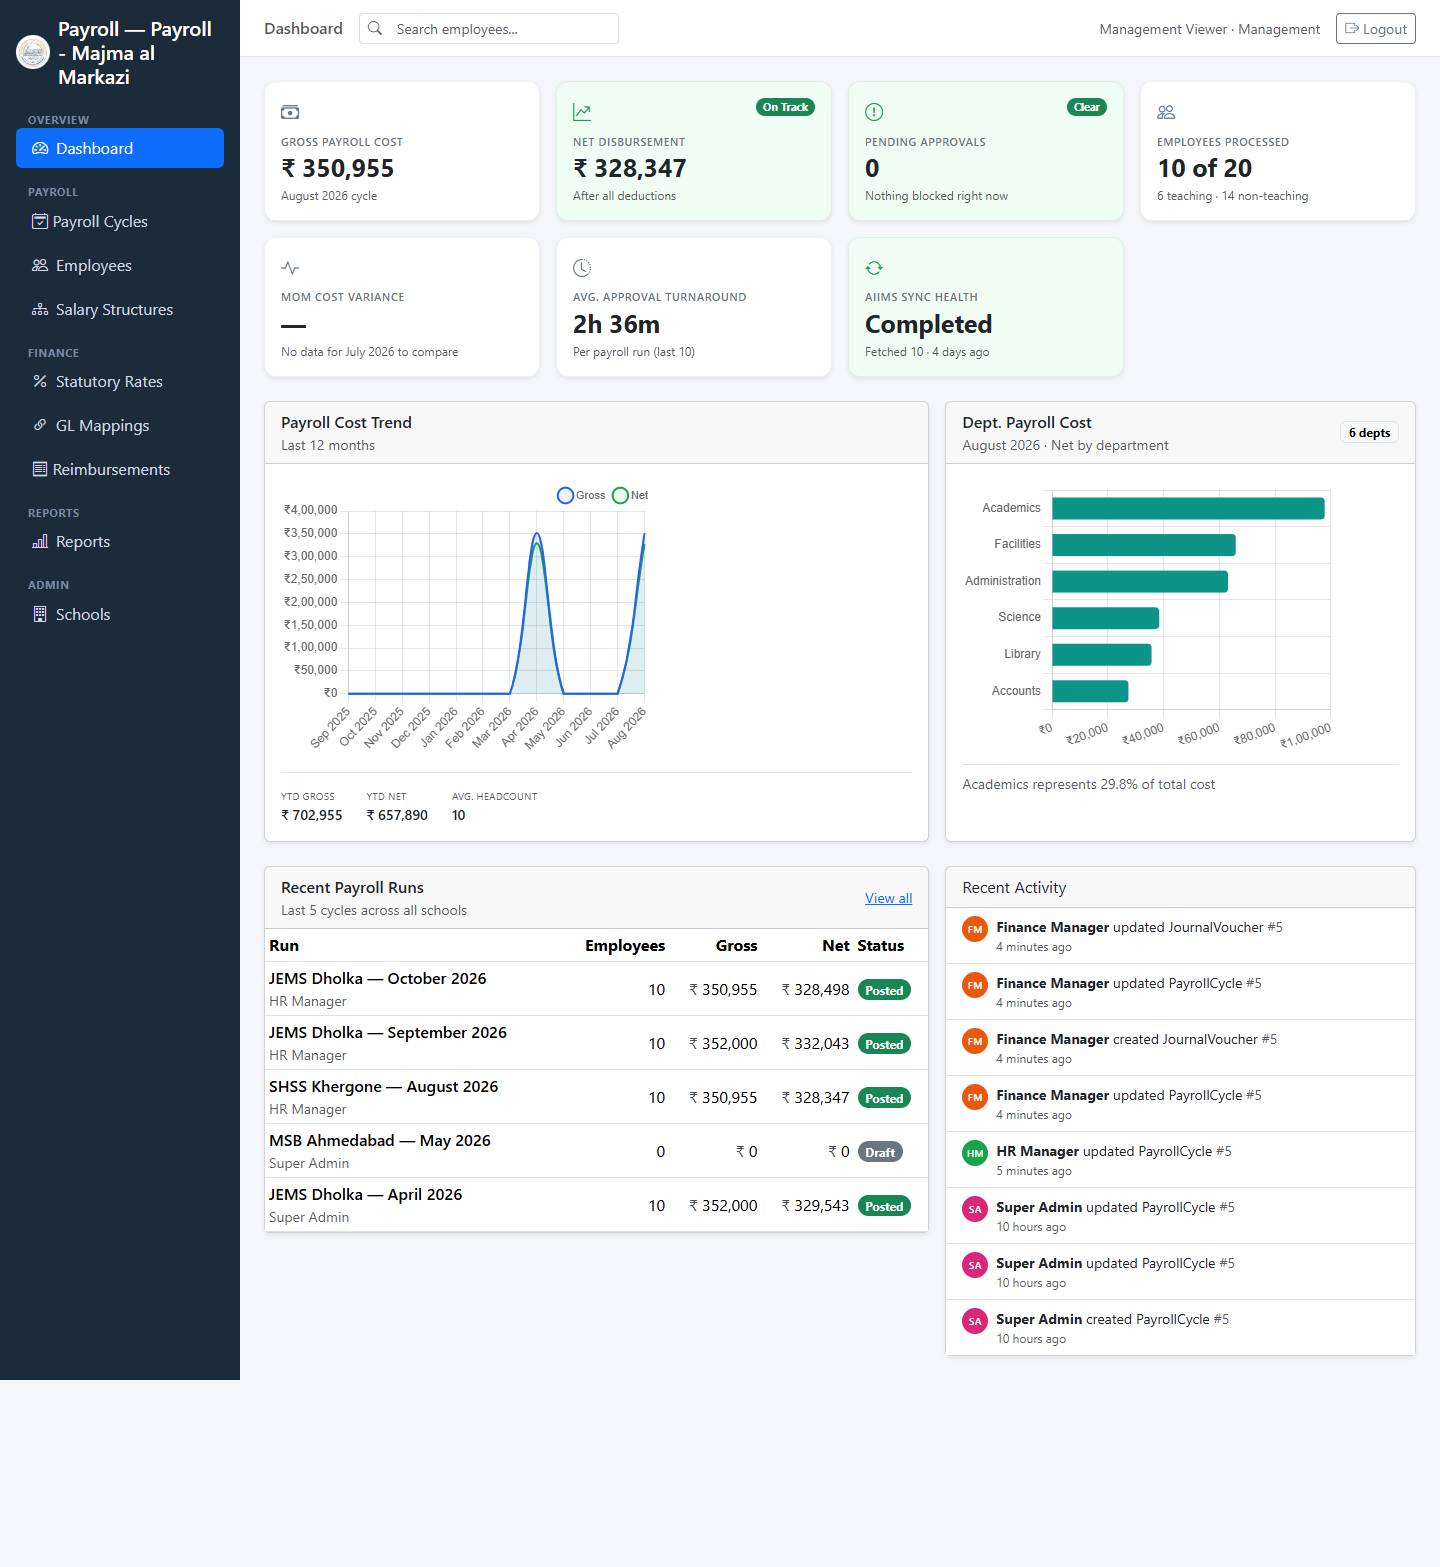 Payroll — Payroll
- Majma al
Markazi
OVERVIEW
Dashboard
PAYROLL
Payroll Cycles
Employees
Salary Structures
FINANCE
Statutory Rates
GL Mappings
Reimbursements
REPORTS
Reports
ADMIN
Schools
Dashboard
Search employees...
Management Viewer · Management
Logout
GROSS PAYROLL COST
₹ 350,955
August 2026 cycle
On Track
NET DISBURSEMENT
₹ 328,347
After all deductions
Clear
PENDING APPROVALS
0
Nothing blocked right now
EMPLOYEES PROCESSED
10 of 20
6 teaching · 14 non-teaching
MOM COST VARIANCE
—
No data for July 2026 to compare
AVG. APPROVAL TURNAROUND
2h 36m
Per payroll run (last 10)
AIIMS SYNC HEALTH
Completed
Fetched 10 · 4 days ago
Payroll Cost Trend
Last 12 months
Gross Net
₹4,00,000
₹3,50,000
₹3,00,000
₹2,50,000
₹2,00,000
₹1,50,000
₹1,00,000
₹50,000
₹0
Sep 2025 Oct 2025 Nov 2025 Dec 2025 Jan 2026 Feb 2026 Mar 2026 Apr 2026 May 2026 Jun 2026 Jul 2026 Aug 2026
YTD GROSS YTD NET AVG. HEADCOUNT
₹ 702,955 ₹ 657,890 10
Dept. Payroll Cost
August 2026 · Net by department
6 depts
Academics
Facilities
Administration
Science
Library
Accounts
₹0 ₹20,000 ₹40,000 ₹60,000 ₹80,000 ₹1,00,000
Academics represents 29.8% of total cost
Recent Payroll Runs
Last 5 cycles across all schools
View all
Run Employees Gross Net Status
JEMS Dholka — October 2026
HR Manager
10 ₹ 350,955 ₹ 328,498 Posted
JEMS Dholka — September 2026
HR Manager
10 ₹ 352,000 ₹ 332,043 Posted
SHSS Khergone — August 2026
HR Manager
10 ₹ 350,955 ₹ 328,347 Posted
MSB Ahmedabad — May 2026
Super Admin
0 ₹ 0 ₹ 0 Draft
JEMS Dholka — April 2026
Super Admin
10 ₹ 352,000 ₹ 329,543 Posted
Recent Activity
FM Finance Manager updated JournalVoucher #5
4 minutes ago
FM Finance Manager updated PayrollCycle #5
4 minutes ago
FM Finance Manager created JournalVoucher #5
4 minutes ago
FM Finance Manager updated PayrollCycle #5
4 minutes ago
HM HR Manager updated PayrollCycle #5
5 minutes ago
SA Super Admin updated PayrollCycle #5
10 hours ago
SA Super Admin updated PayrollCycle #5
10 hours ago
SA Super Admin created PayrollCycle #5
10 hours ago